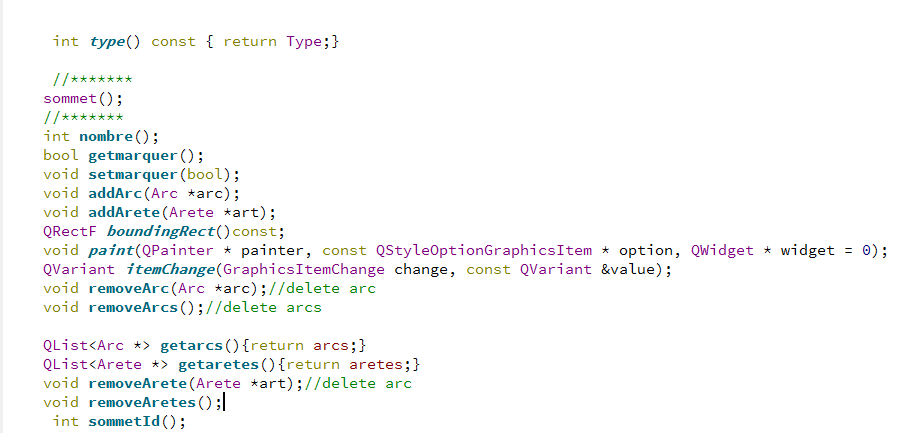 int type() const { return Type;}
//*******
sommet();
//*******
int nombre();
bool getmarquer();
void setmarquer(bool);
void addArc(Arc *arc);
void addArete(Arete *art);
QRectF boundingRect()const;
void paint(QPainter * painter, const QStyleOptionGraphicsItem * option, QWidget * widget = 0);
QVariant itemChange(GraphicsItemChange change, const QVariant &value);
void removeArc(Arc *arc);//delete arc
void removeArcs();//delete arcs
QList<Arc *> getarcs(){return arcs;}
QList<Arete *> getaretes(){return aretes;}
void removeArete(Arete *art);//delete arc
void removeAretes();
int sommetId();